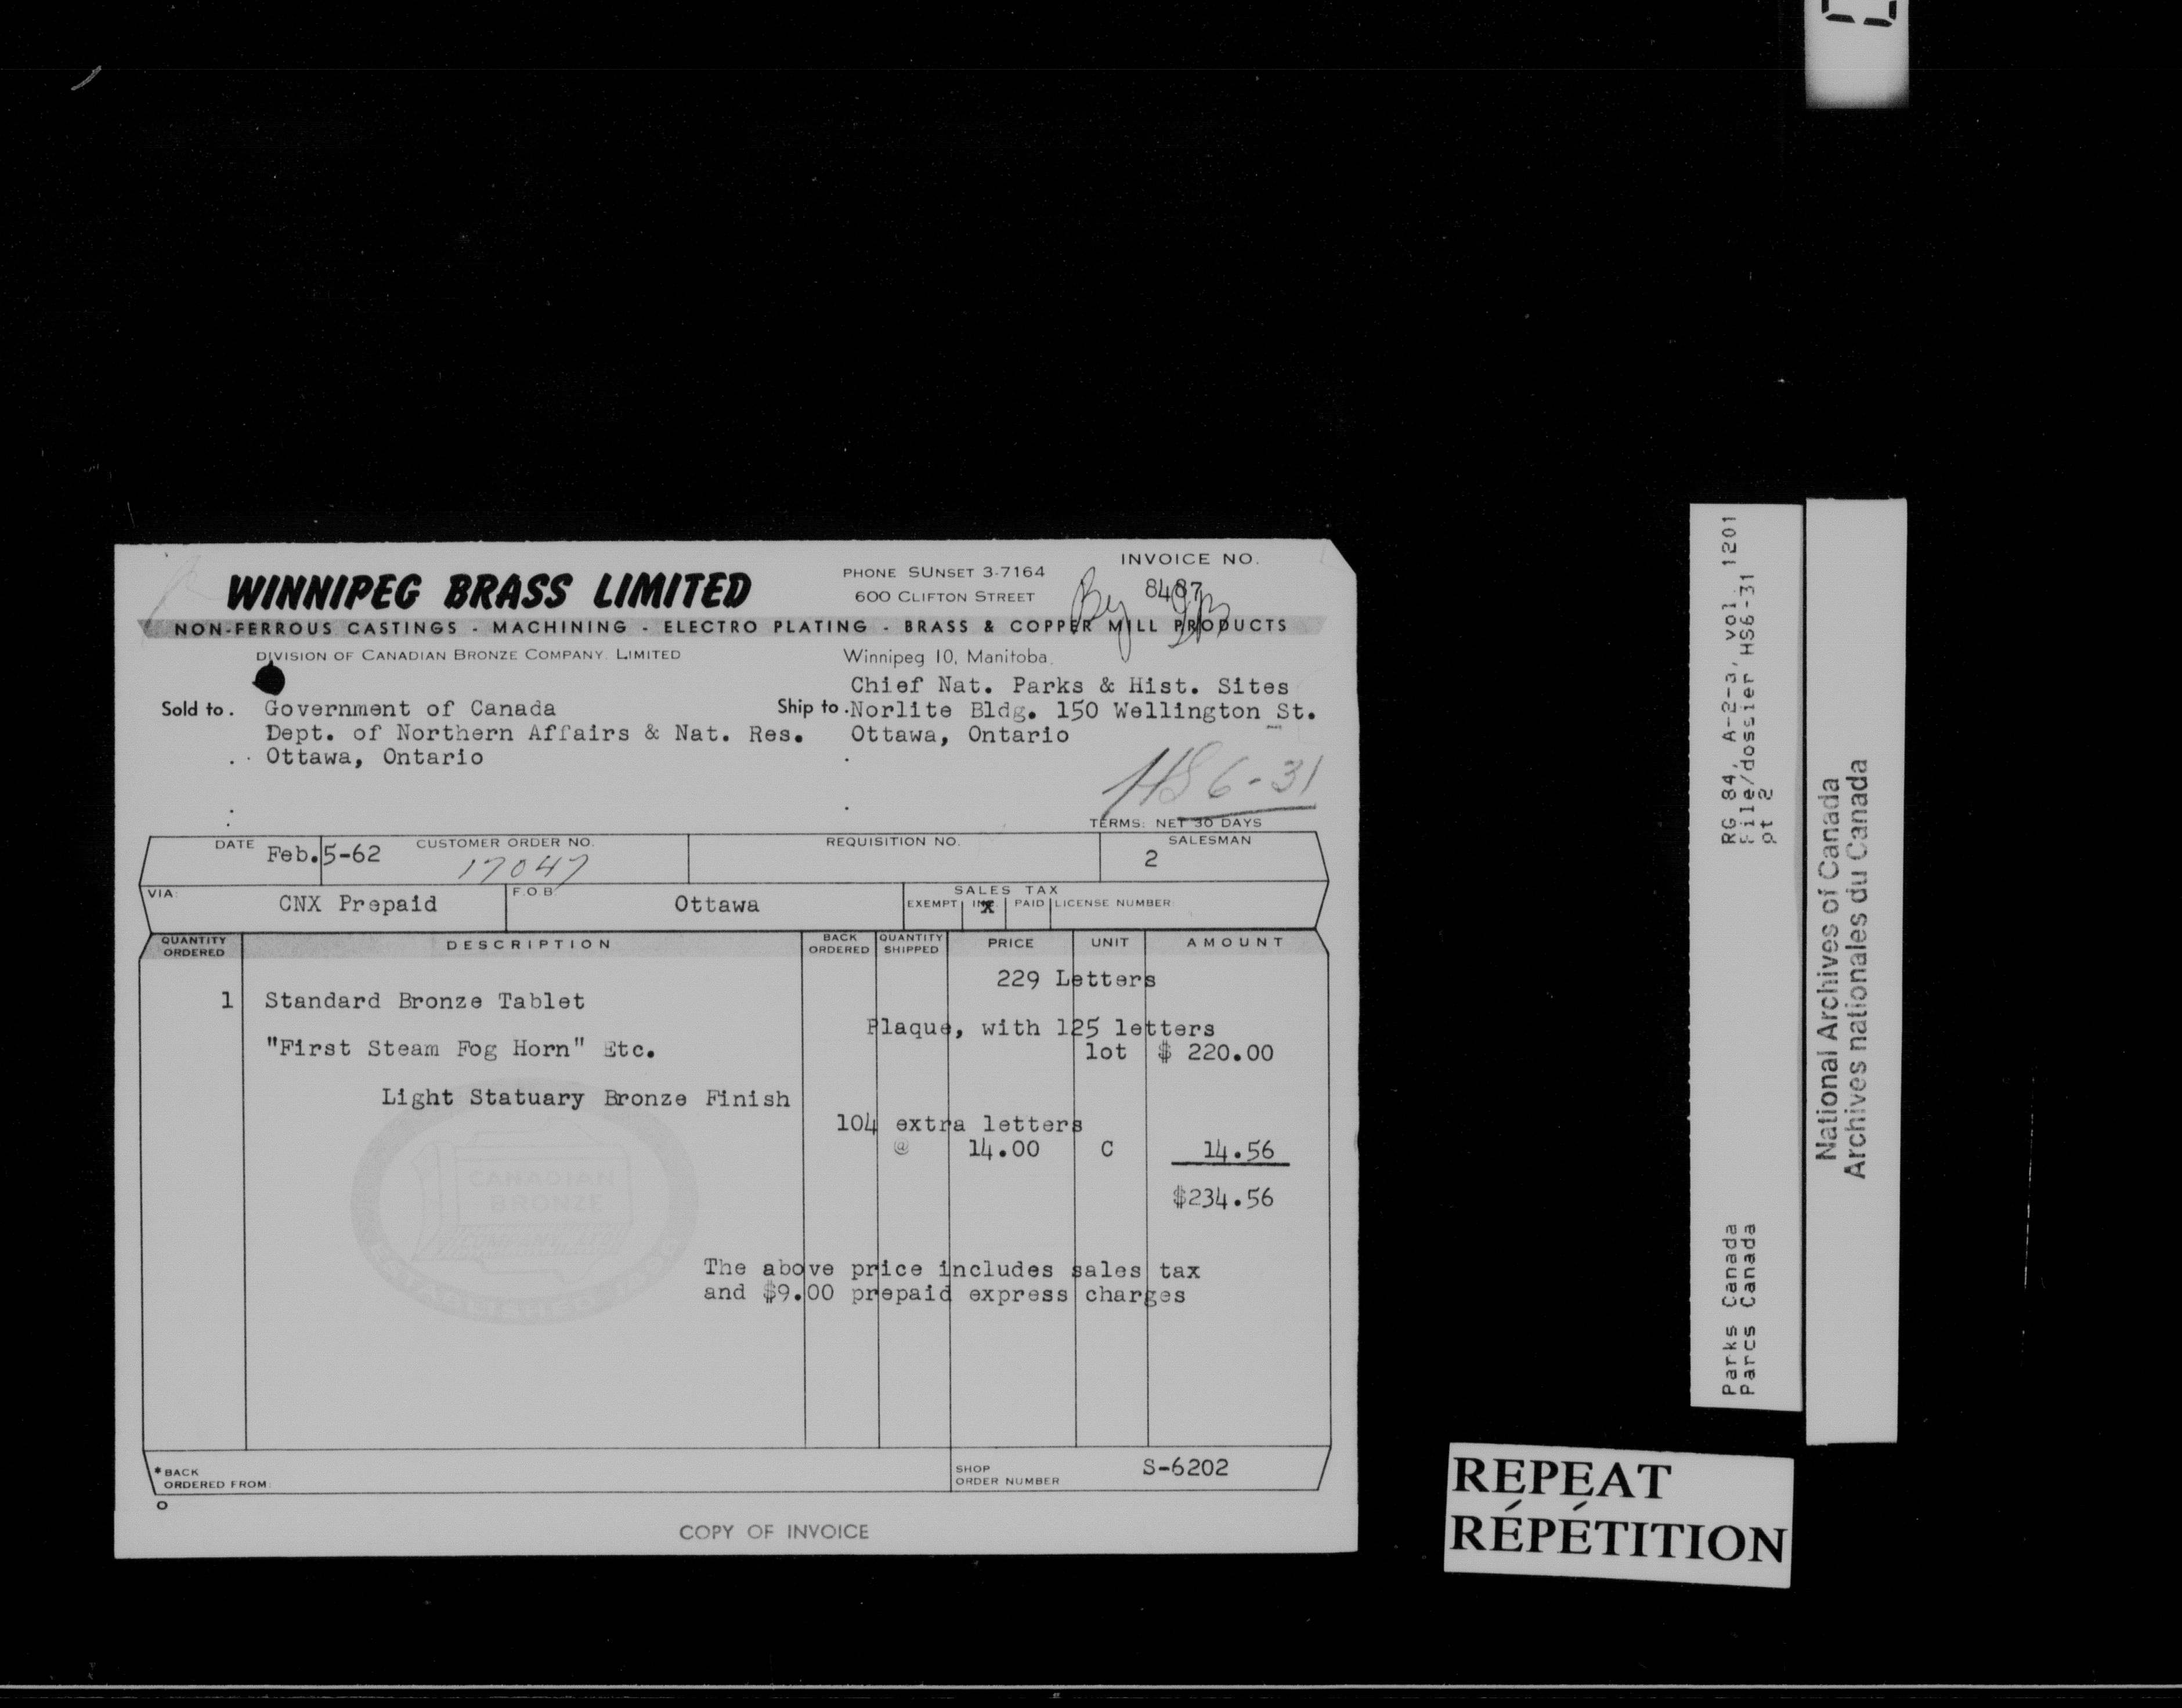 INVOICE NO.
PHONE SUNSET 3-7164
8487
WINNIPEG BRASS LIMITED
600 CLIFTON STREET
By
NON-FERROUS CASTINGS - MACHINING - ELECTRO PLATING - BRASS & COPPER MILL PRODUCTS
DIVISION OF CANADIAN BRONZE COMPANY. LIMITED
Winnipeg 10, Manitoba.
Sold to. Government of Canada
Dept. of Northern Affairs & Nat. Res.
Ottawa, Ontario
Chief Nat. Parks & Hist. Sites
Ship to. Norlite Bldg. 150 Wellington St.
Ottawa, Ontario
HS6-31
TERMS: NET 30 DAYS
DATE Feb. 5-62 CUSTOMER ORDER NO. 17047 REQUISITION NO. SALESMAN 2
VIA: CNX Prepaid F.O.B. Ottawa SALES TAX EXEMPT INC. X PAID LICENSE NUMBER:
QUANTITY ORDERED DESCRIPTION BACK ORDERED QUANTITY SHIPPED PRICE UNIT AMOUNT
229 Letters
1 Standard Bronze Tablet
Plaque, with 125 letters
"First Steam Fog Horn" Etc. lot $ 220.00
Light Statuary Bronze Finish
104 extra letters
@ 14.00 C 14.56
$234.56
CANADIAN
BRONZE
COMPANY LTD
The above price includes sales tax
and $9.00 prepaid express charges
*BACK ORDERED FROM:
SHOP ORDER NUMBER S-6202
COPY OF INVOICE
RG 84, A-2-3, vol. 1201
File/dossier HS6-31
pt 2
Parks Canada
Parcs Canada
National Archives of Canada
Archives nationales du Canada
REPEAT
RÉPÉTITION